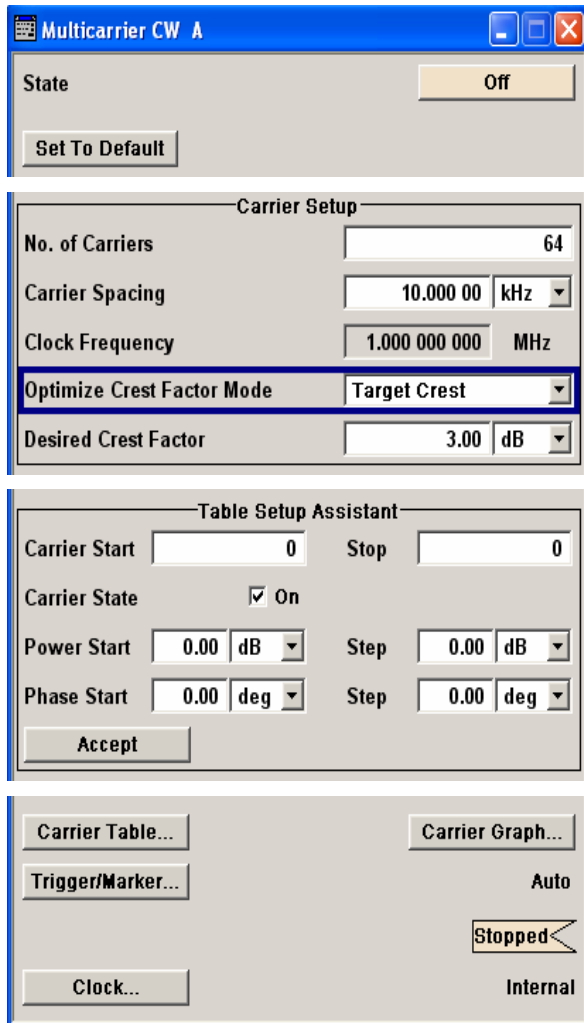 Multicarrier CW A
State Off
Set To Default
Carrier Setup
No. of Carriers 64
Carrier Spacing 10.000 00 kHz
Clock Frequency 1.000 000 000 MHz
Optimize Crest Factor Mode Target Crest
Desired Crest Factor 3.00 dB
Table Setup Assistant
Carrier Start 0 Stop 0
Carrier State On
Power Start 0.00 dB Step 0.00 dB
Phase Start 0.00 deg Step 0.00 deg
Accept
Carrier Table... Carrier Graph...
Trigger/Marker... Auto
Stopped
Clock... Internal